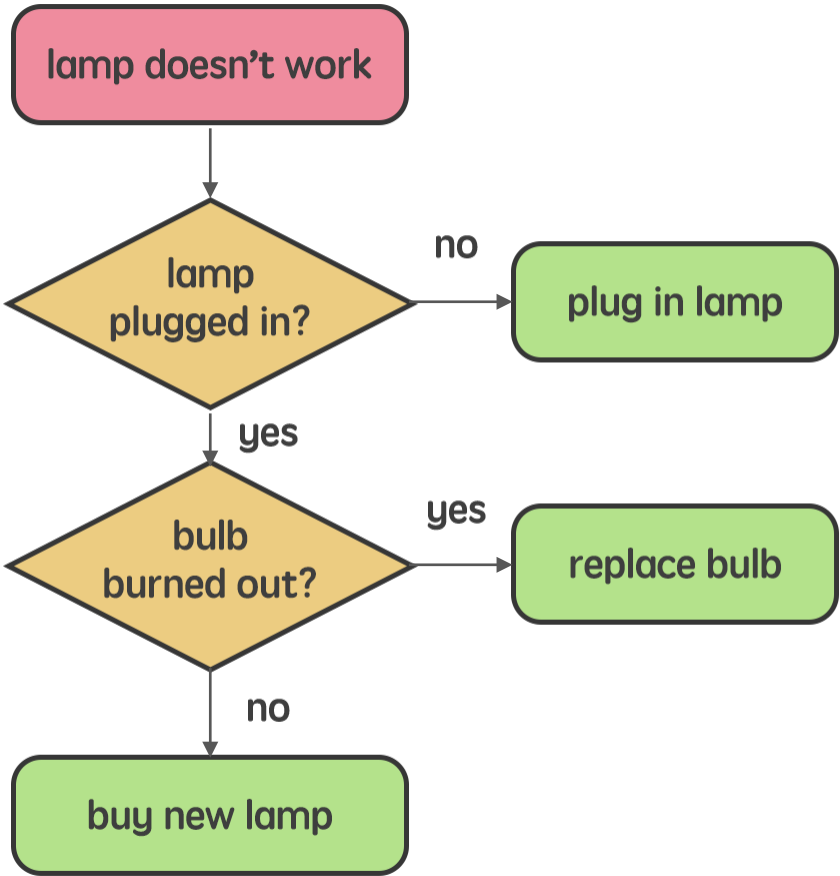 lamp doesn’t work
lamp
plugged in?
no
plug in lamp
yes
bulb
burned out?
yes
replace bulb
no
buy new lamp